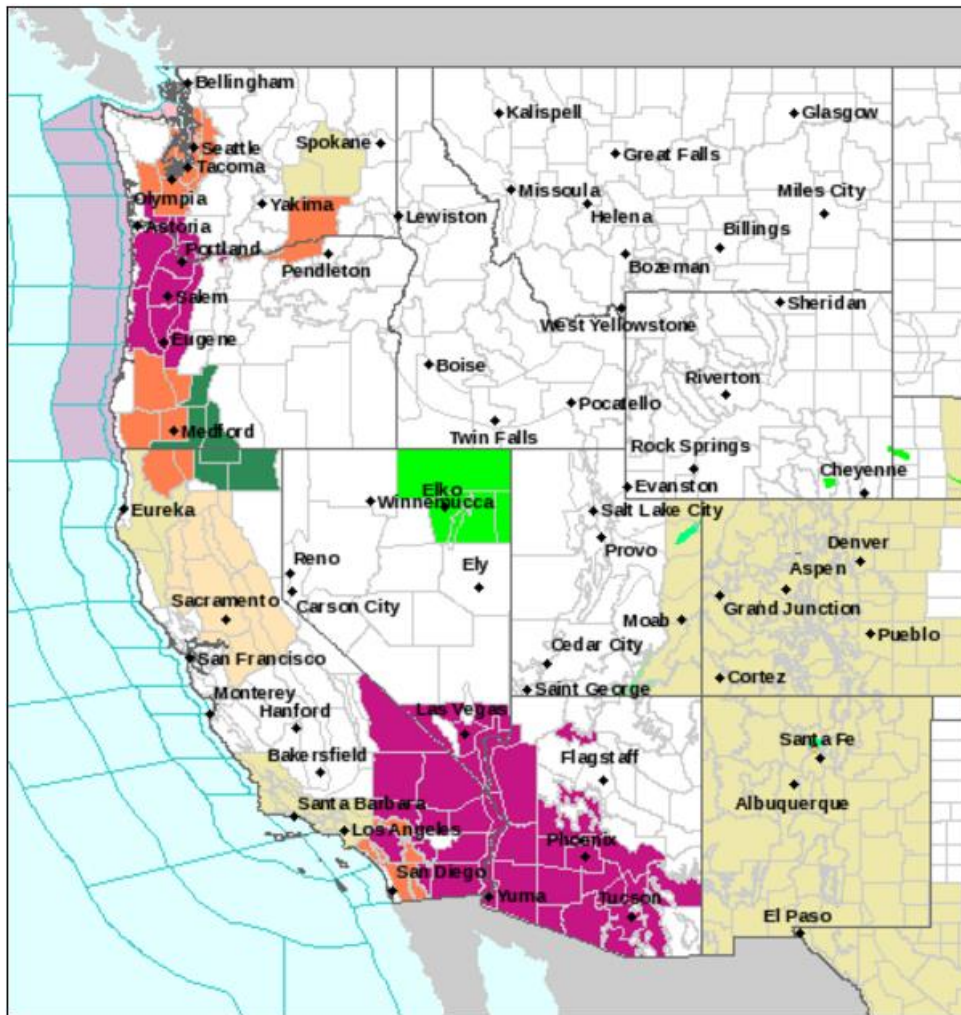 Bellingham
Kalispell
Glasgow
Spokane
Seattle
Great Falls
Tacoma
Missoula
Miles City
Olympia
Yakima
Lewiston
Helena
Astoria
Billings
Portland
Pendleton
Bozeman
Salem
Sheridan
West Yellowstone
Eugene
Boise
Riverton
Pocatello
Medford
Twin Falls
Rock Springs
Cheyenne
Elko
Evanston
Winnemucca
Eureka
Salt Lake City
Provo
Denver
Reno
Ely
Aspen
Sacramento
Carson City
Grand Junction
Moab
Pueblo
Cedar City
San Francisco
Cortez
Saint George
Monterey
Las Vegas
Hanford
Santa Fe
Bakersfield
Flagstaff
Albuquerque
Santa Barbara
Los Angeles
Phoenix
San Diego
Yuma
Tucson
El Paso